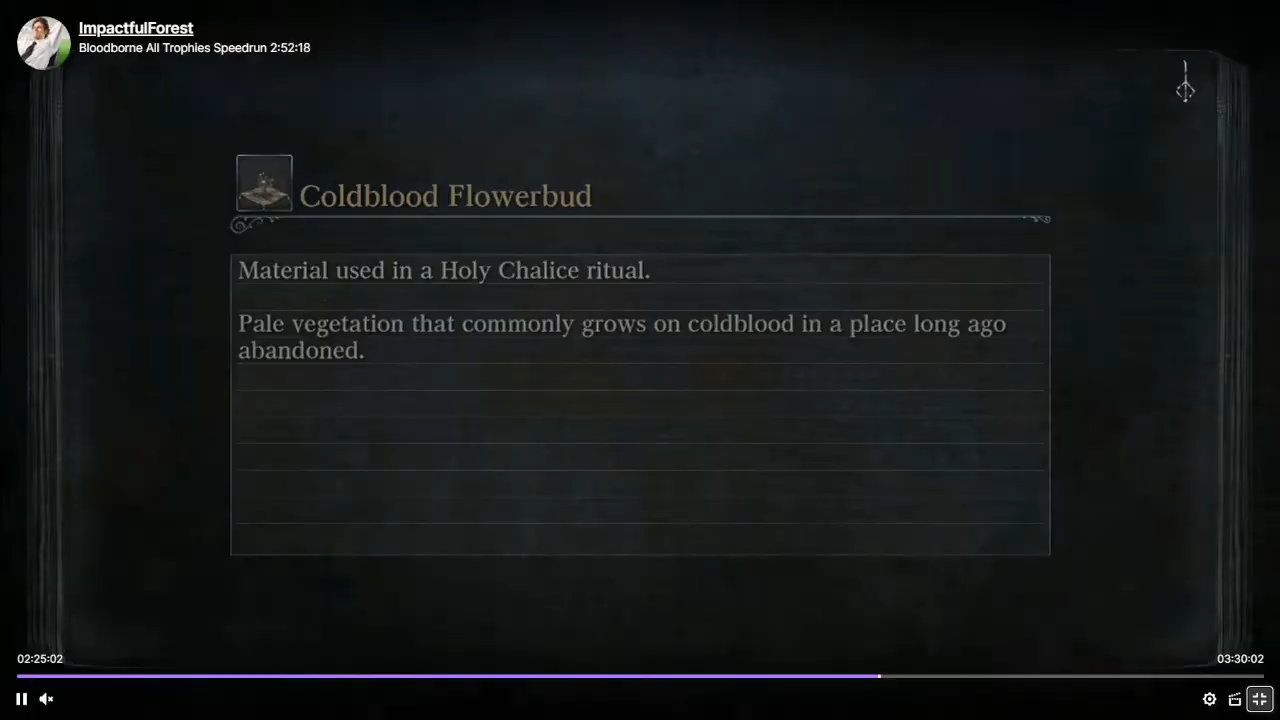 ImpactfulForest
Bloodborne All Trophies Speedrun 2:52:18
Coldblood Flowerbud
Material used in a Holy Chalice ritual.
Pale vegetation that commonly grows on coldblood in a place long ago
abandoned.
02:25:02
03:30:02